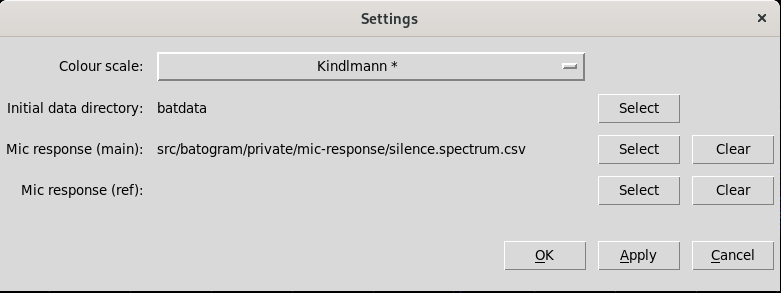 Settings ×
Colour scale: Kindlmann *
Initial data directory: batdata Select
Mic response (main): src/batogram/private/mic-response/silence.spectrum.csv Select Clear
Mic response (ref): Select Clear
OK Apply Cancel